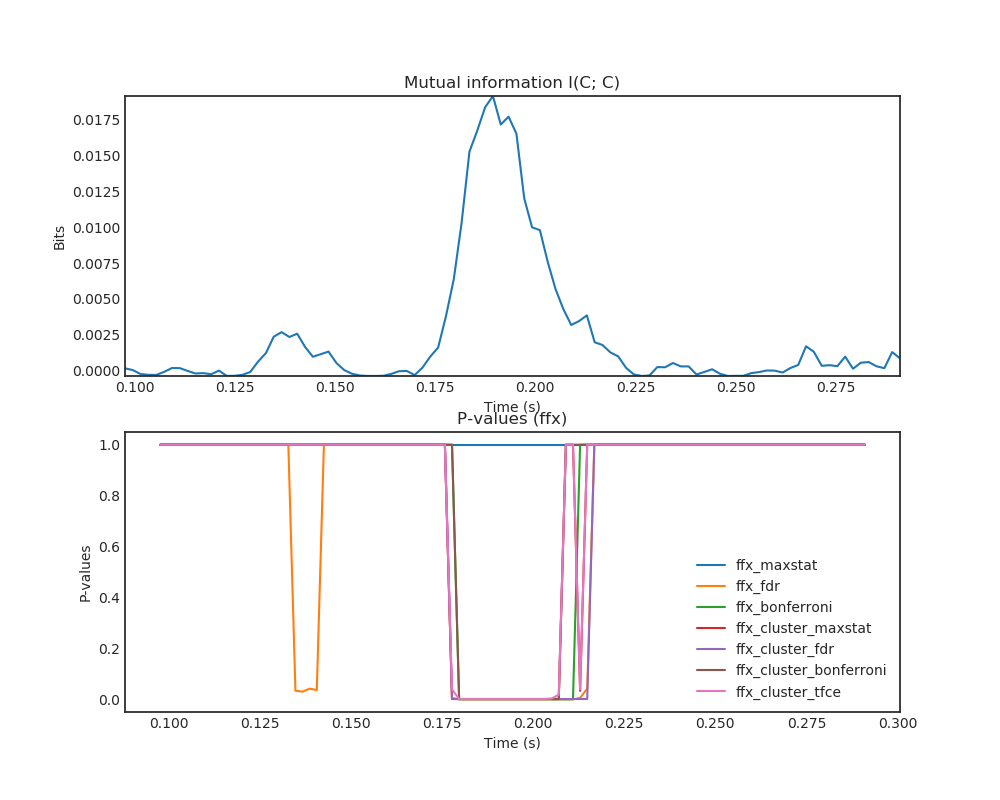 Mutual information I(C; C)
0.0175
0.0150
0.0125
0.0100
0.0075
0.0050
0.0025
0.0000
Bits
0.100 0.125 0.150 0.175 0.200 0.225 0.250 0.275
Time (s)
P-values (ffx)
1.0
0.8
0.6
0.4
0.2
0.0
P-values
ffx_maxstat
ffx_fdr
ffx_bonferroni
ffx_cluster_maxstat
ffx_cluster_fdr
ffx_cluster_bonferroni
ffx_cluster_tfce
0.100 0.125 0.150 0.175 0.200 0.225 0.250 0.275 0.300
Time (s)